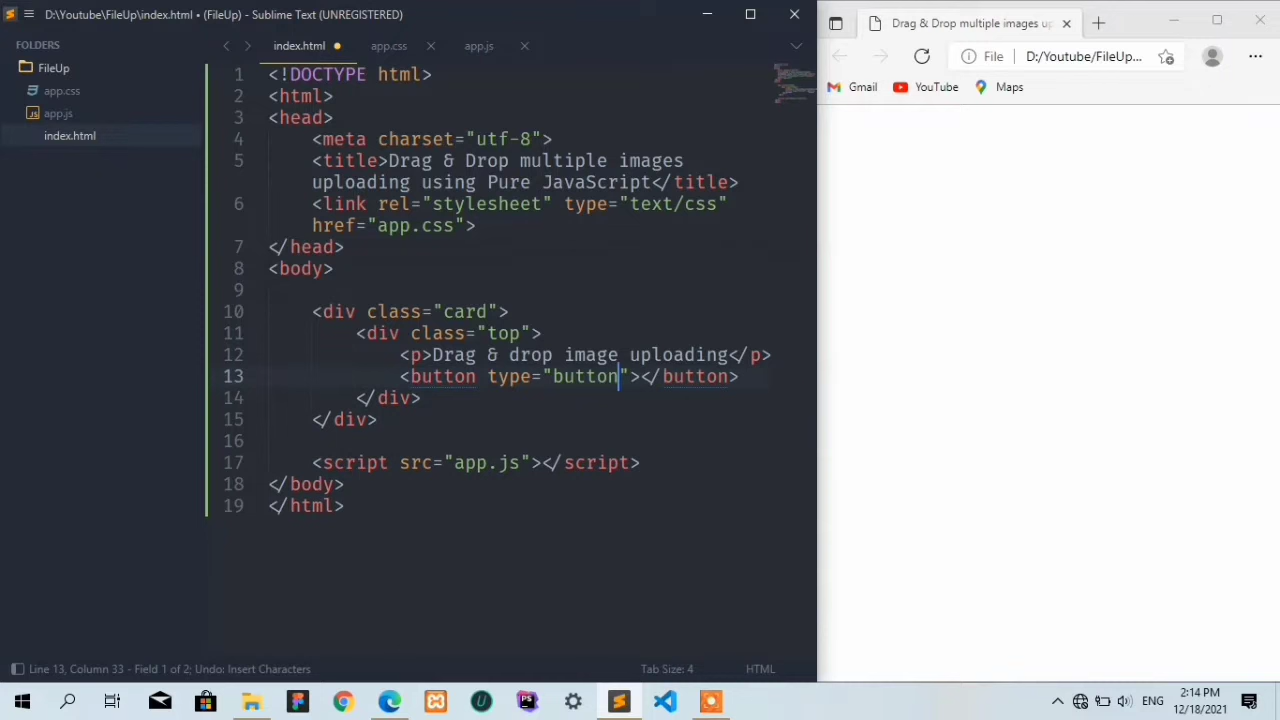 D:\Youtube\FileUp\index.html • (FileUp) - Sublime Text (UNREGISTERED)
FOLDERS
FileUp
app.css
app.js
index.html
index.html
app.css
app.js
1 <!DOCTYPE html>
2 <html>
3 <head>
4 <meta charset="utf-8">
5 <title>Drag & Drop multiple images
uploading using Pure JavaScript</title>
6 <link rel="stylesheet" type="text/css"
href="app.css">
7 </head>
8 <body>
9
10 <div class="card">
11 <div class="top">
12 <p>Drag & drop image uploading</p>
13 <button type="button"></button>
14 </div>
15 </div>
16
17 <script src="app.js"></script>
18 </body>
19 </html>
Line 13, Column 33 - Field 1 of 2; Undo: Insert Characters
Tab Size: 4
HTML
Drag & Drop multiple images up
File
D:/Youtube/FileUp...
Gmail
YouTube
Maps
ENG
2:14 PM
12/18/2021